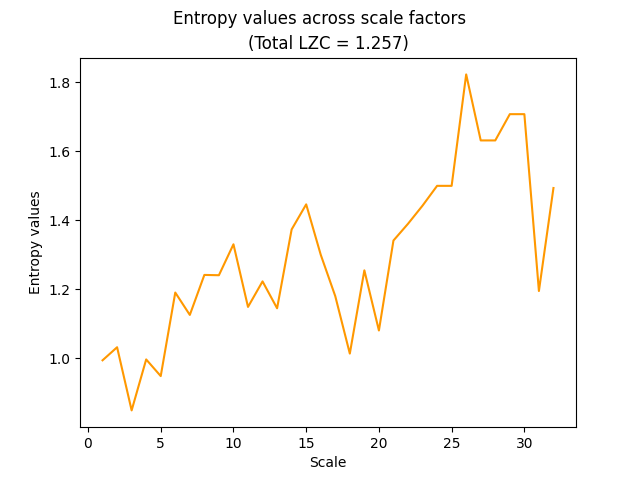 Entropy values across scale factors
(Total LZC = 1.257)
1.8
1.6
1.4
1.2
1.0
Entropy values
0 5 10 15 20 25 30
Scale